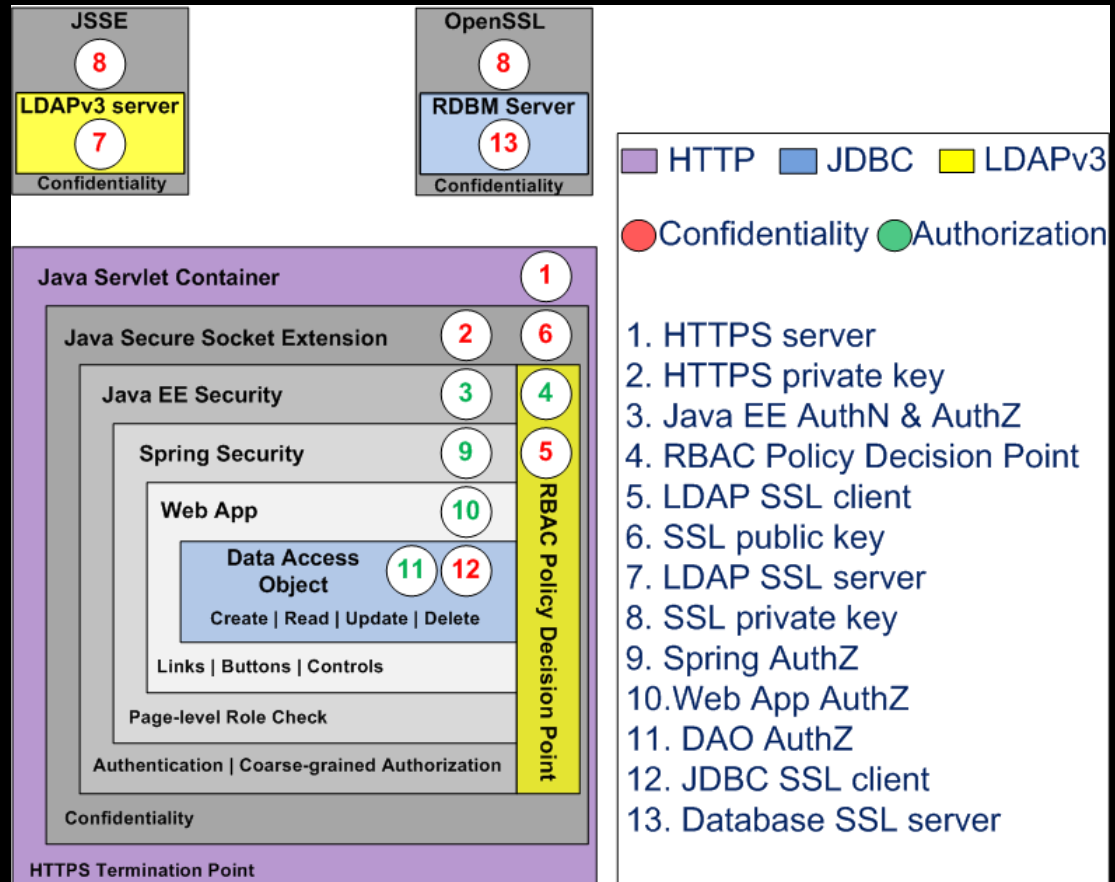 JSSE
8
LDAPv3 server
7
Confidentiality
OpenSSL
8
RDBM Server
13
Confidentiality
Java Servlet Container
1
Java Secure Socket Extension
2
6
Java EE Security
3
4
Spring Security
9
5
Web App
10
Data Access
Object
11
12
Create | Read | Update | Delete
Links | Buttons | Controls
Page-level Role Check
Authentication | Coarse-grained Authorization
RBAC Policy Decision Point
Confidentiality
HTTPS Termination Point
HTTP
JDBC
LDAPv3
Confidentiality
Authorization
1. HTTPS server
2. HTTPS private key
3. Java EE AuthN & AuthZ
4. RBAC Policy Decision Point
5. LDAP SSL client
6. SSL public key
7. LDAP SSL server
8. SSL private key
9. Spring AuthZ
10.Web App AuthZ
11. DAO AuthZ
12. JDBC SSL client
13. Database SSL server